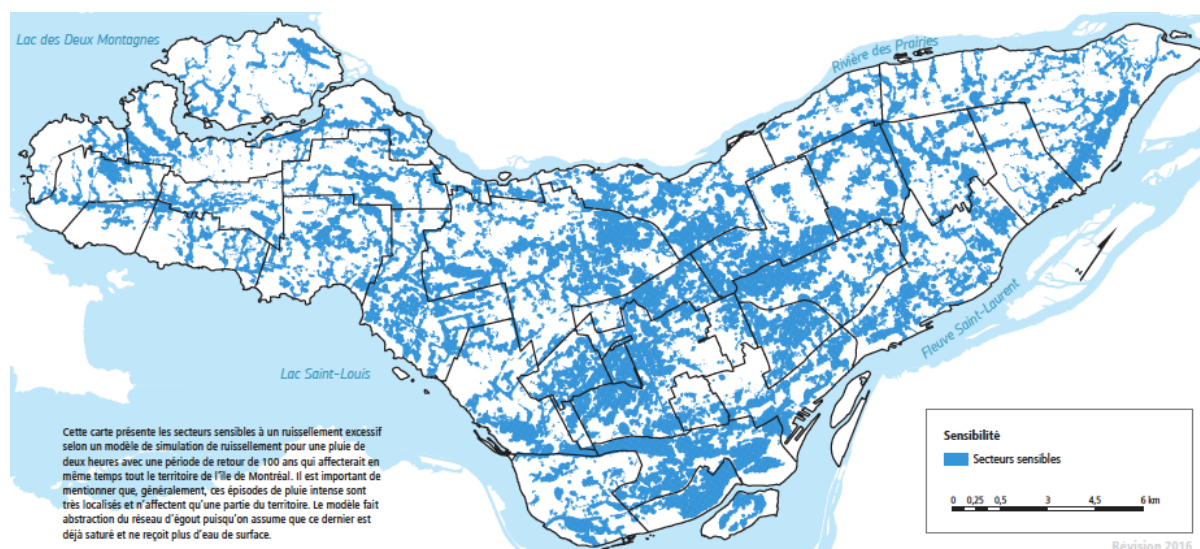 Lac des Deux Montagnes
Rivière des Prairies
Fleuve Saint-Laurent
Lac Saint-Louis
Cette carte présente les secteurs sensibles à un ruissellement excessif
selon un modèle de simulation de ruissellement pour une pluie de
deux heures avec une période de retour de 100 ans qui affecterait en
même temps tout le territoire de l'île de Montréal. Il est important de
mentionner que, généralement, ces épisodes de pluie intense sont
très localisés et n'affectent qu'une partie du territoire. Le modèle fait
abstraction du réseau d'égout puisqu'on assume que ce dernier est
déjà saturé et ne reçoit plus d'eau de surface.
Sensibilité
Secteurs sensibles
0 0,25 0,5 3 4,5 6 km
Révision 2016